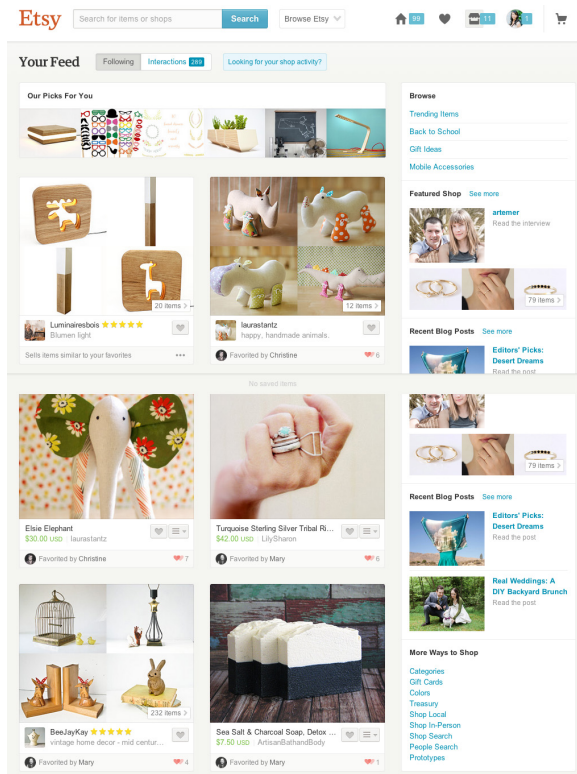 Etsy
Search for items or shops
Search
Browse Etsy
99
11
1
Your Feed
Following
Interactions 289
Looking for your shop activity?
Our Picks For You
20 items >
Luminairesbois
Blumen light
Sells items similar to your favorites
12 items >
laurastantz
happy, handmade animals.
Favorited by Christine
6
Browse
Trending Items
Back to School
Gift Ideas
Mobile Accessories
Featured Shop See more
artemer
Read the interview
79 items >
Recent Blog Posts See more
Editors' Picks:
Desert Dreams
Read the post
No saved items
Elsie Elephant
$30.00 USD laurastantz
Favorited by Christine
7
Turquoise Sterling Silver Tribal Ri...
$42.00 USD LilySharon
Favorited by Mary
6
232 items >
BeeJayKay
vintage home decor - mid centur...
Favorited by Mary
4
Sea Salt & Charcoal Soap, Detox ...
$7.50 USD ArtisanBathandBody
Favorited by Mary
1
79 items >
Recent Blog Posts See more
Editors' Picks:
Desert Dreams
Read the post
Real Weddings: A
DIY Backyard Brunch
Read the post
More Ways to Shop
Categories
Gift Cards
Colors
Treasury
Shop Local
Shop In-Person
Shop Search
People Search
Prototypes